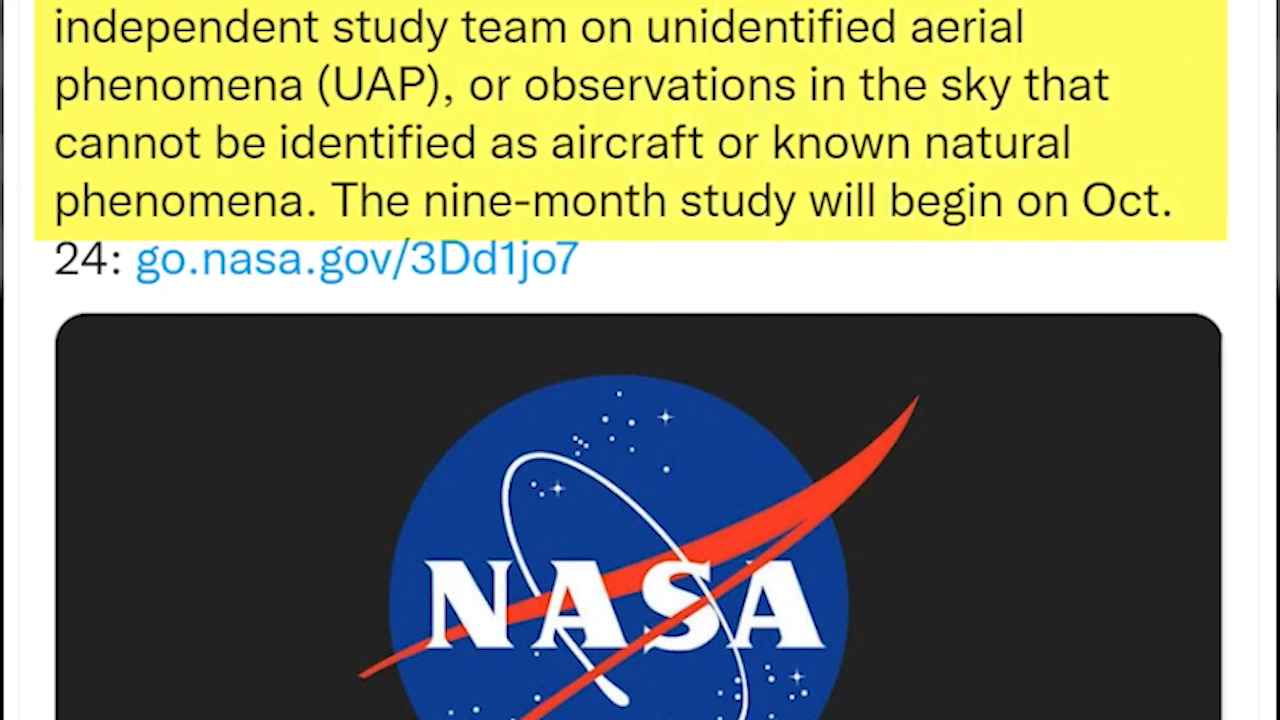 independent study team on unidentified aerial
phenomena (UAP), or observations in the sky that
cannot be identified as aircraft or known natural
phenomena. The nine-month study will begin on Oct.
24: go.nasa.gov/3Dd1jo7
NASA